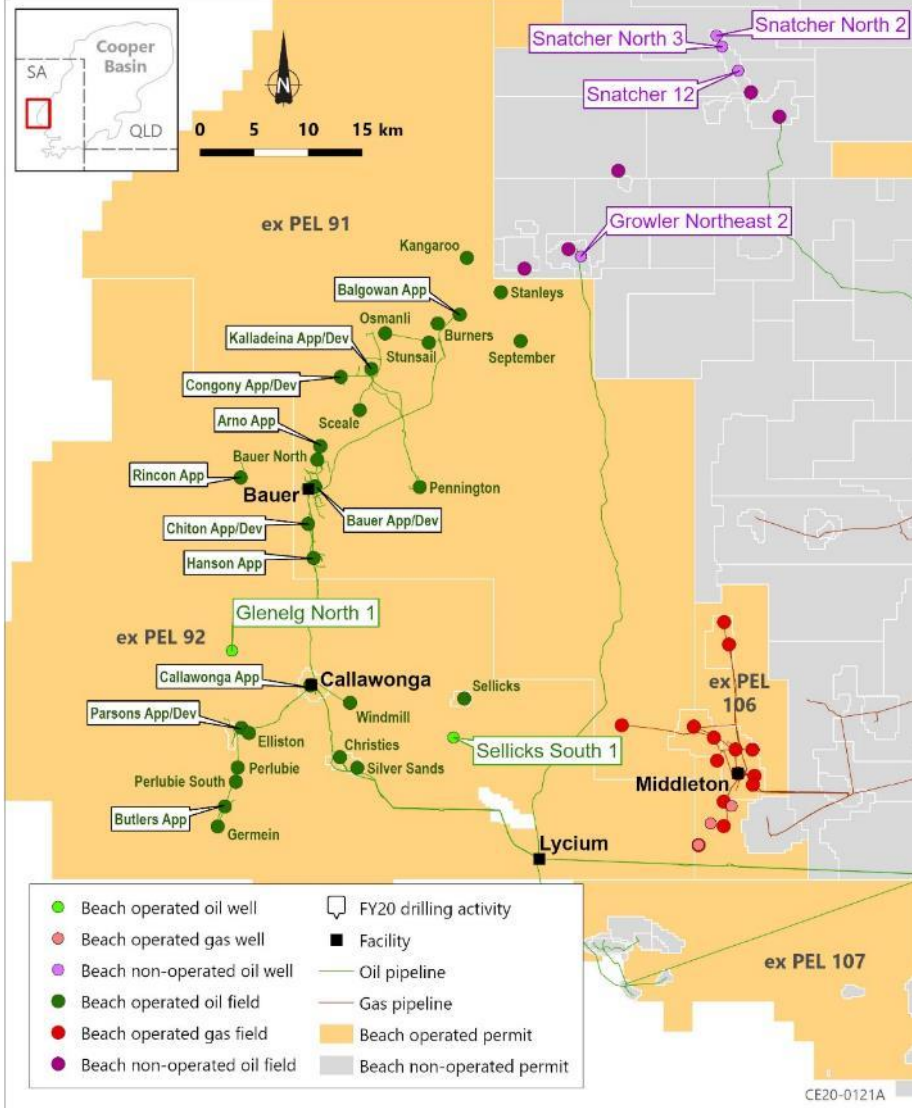 Cooper
Basin
SA
QLD
N
0 5 10 15 km
Snatcher North 2
Snatcher North 3
Snatcher 12
ex PEL 91
Growler Northeast 2
Kangaroo
Balgowan App
Stanleys
Osmanli
Burners
Kalladeina App/Dev
Stunsail
September
Congony App/Dev
Sceale
Arno App
Bauer North
Rincon App
Pennington
Bauer
Bauer App/Dev
Chiton App/Dev
Hanson App
Glenelg North 1
ex PEL 92
Callawonga App
Callawonga
Sellicks
ex PEL
106
Parsons App/Dev
Windmill
Elliston
Christies
Sellicks South 1
Perlubie
Silver Sands
Middleton
Perlubie South
Butlers App
Germein
Lycium
Beach operated oil well
Beach operated gas well
Beach non-operated oil well
Beach operated oil field
Beach operated gas field
Beach non-operated oil field
FY20 drilling activity
Facility
Oil pipeline
Gas pipeline
Beach operated permit
Beach non-operated permit
ex PEL 107
CE20-0121A